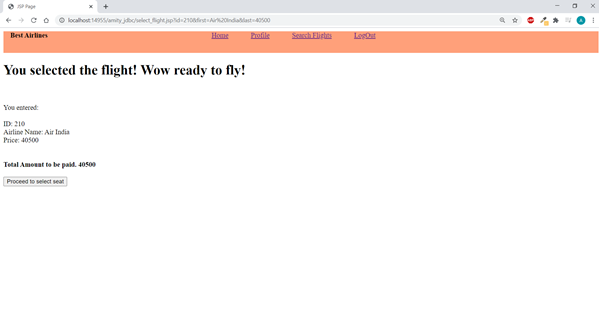 JSP Page
localhost:14955/amity_jdbc/select_flight.jsp?id=210&first=Air%20India&last=40500
Best Airlines Home Profile Search Flights LogOut
You selected the flight! Wow ready to fly!
You entered:
ID: 210
Airline Name: Air India
Price: 40500
Total Amount to be paid. 40500
Proceed to select seat